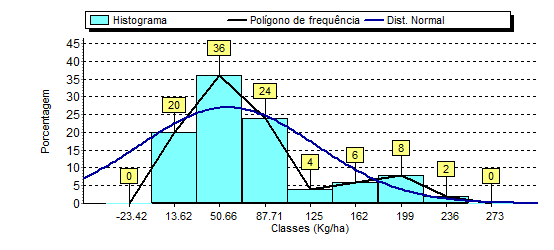 Histograma Polígono de frequência Dist. Normal
45
40
35
30
25
20
15
10
5
0
Porcentagem
0 20 36 24 4 6 8 2 0
-23.42 13.62 50.66 87.71 125 162 199 236 273
Classes (Kg/ha)